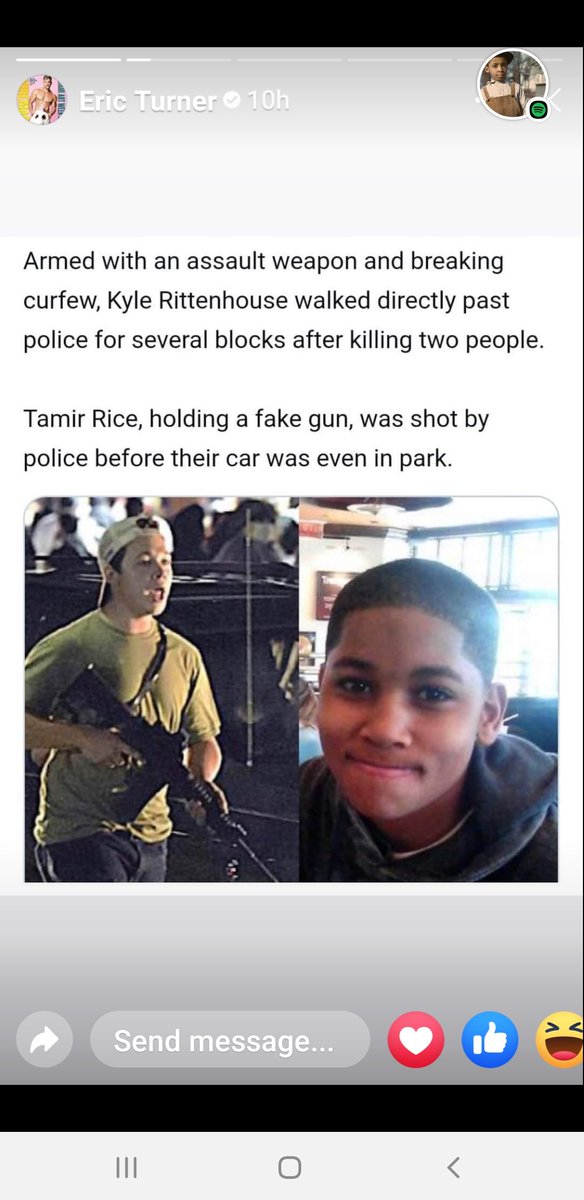 Eric Turner 10h
Armed with an assault weapon and breaking
curfew, Kyle Rittenhouse walked directly past
police for several blocks after killing two people.
Tamir Rice, holding a fake gun, was shot by
police before their car was even in park.
Send message...